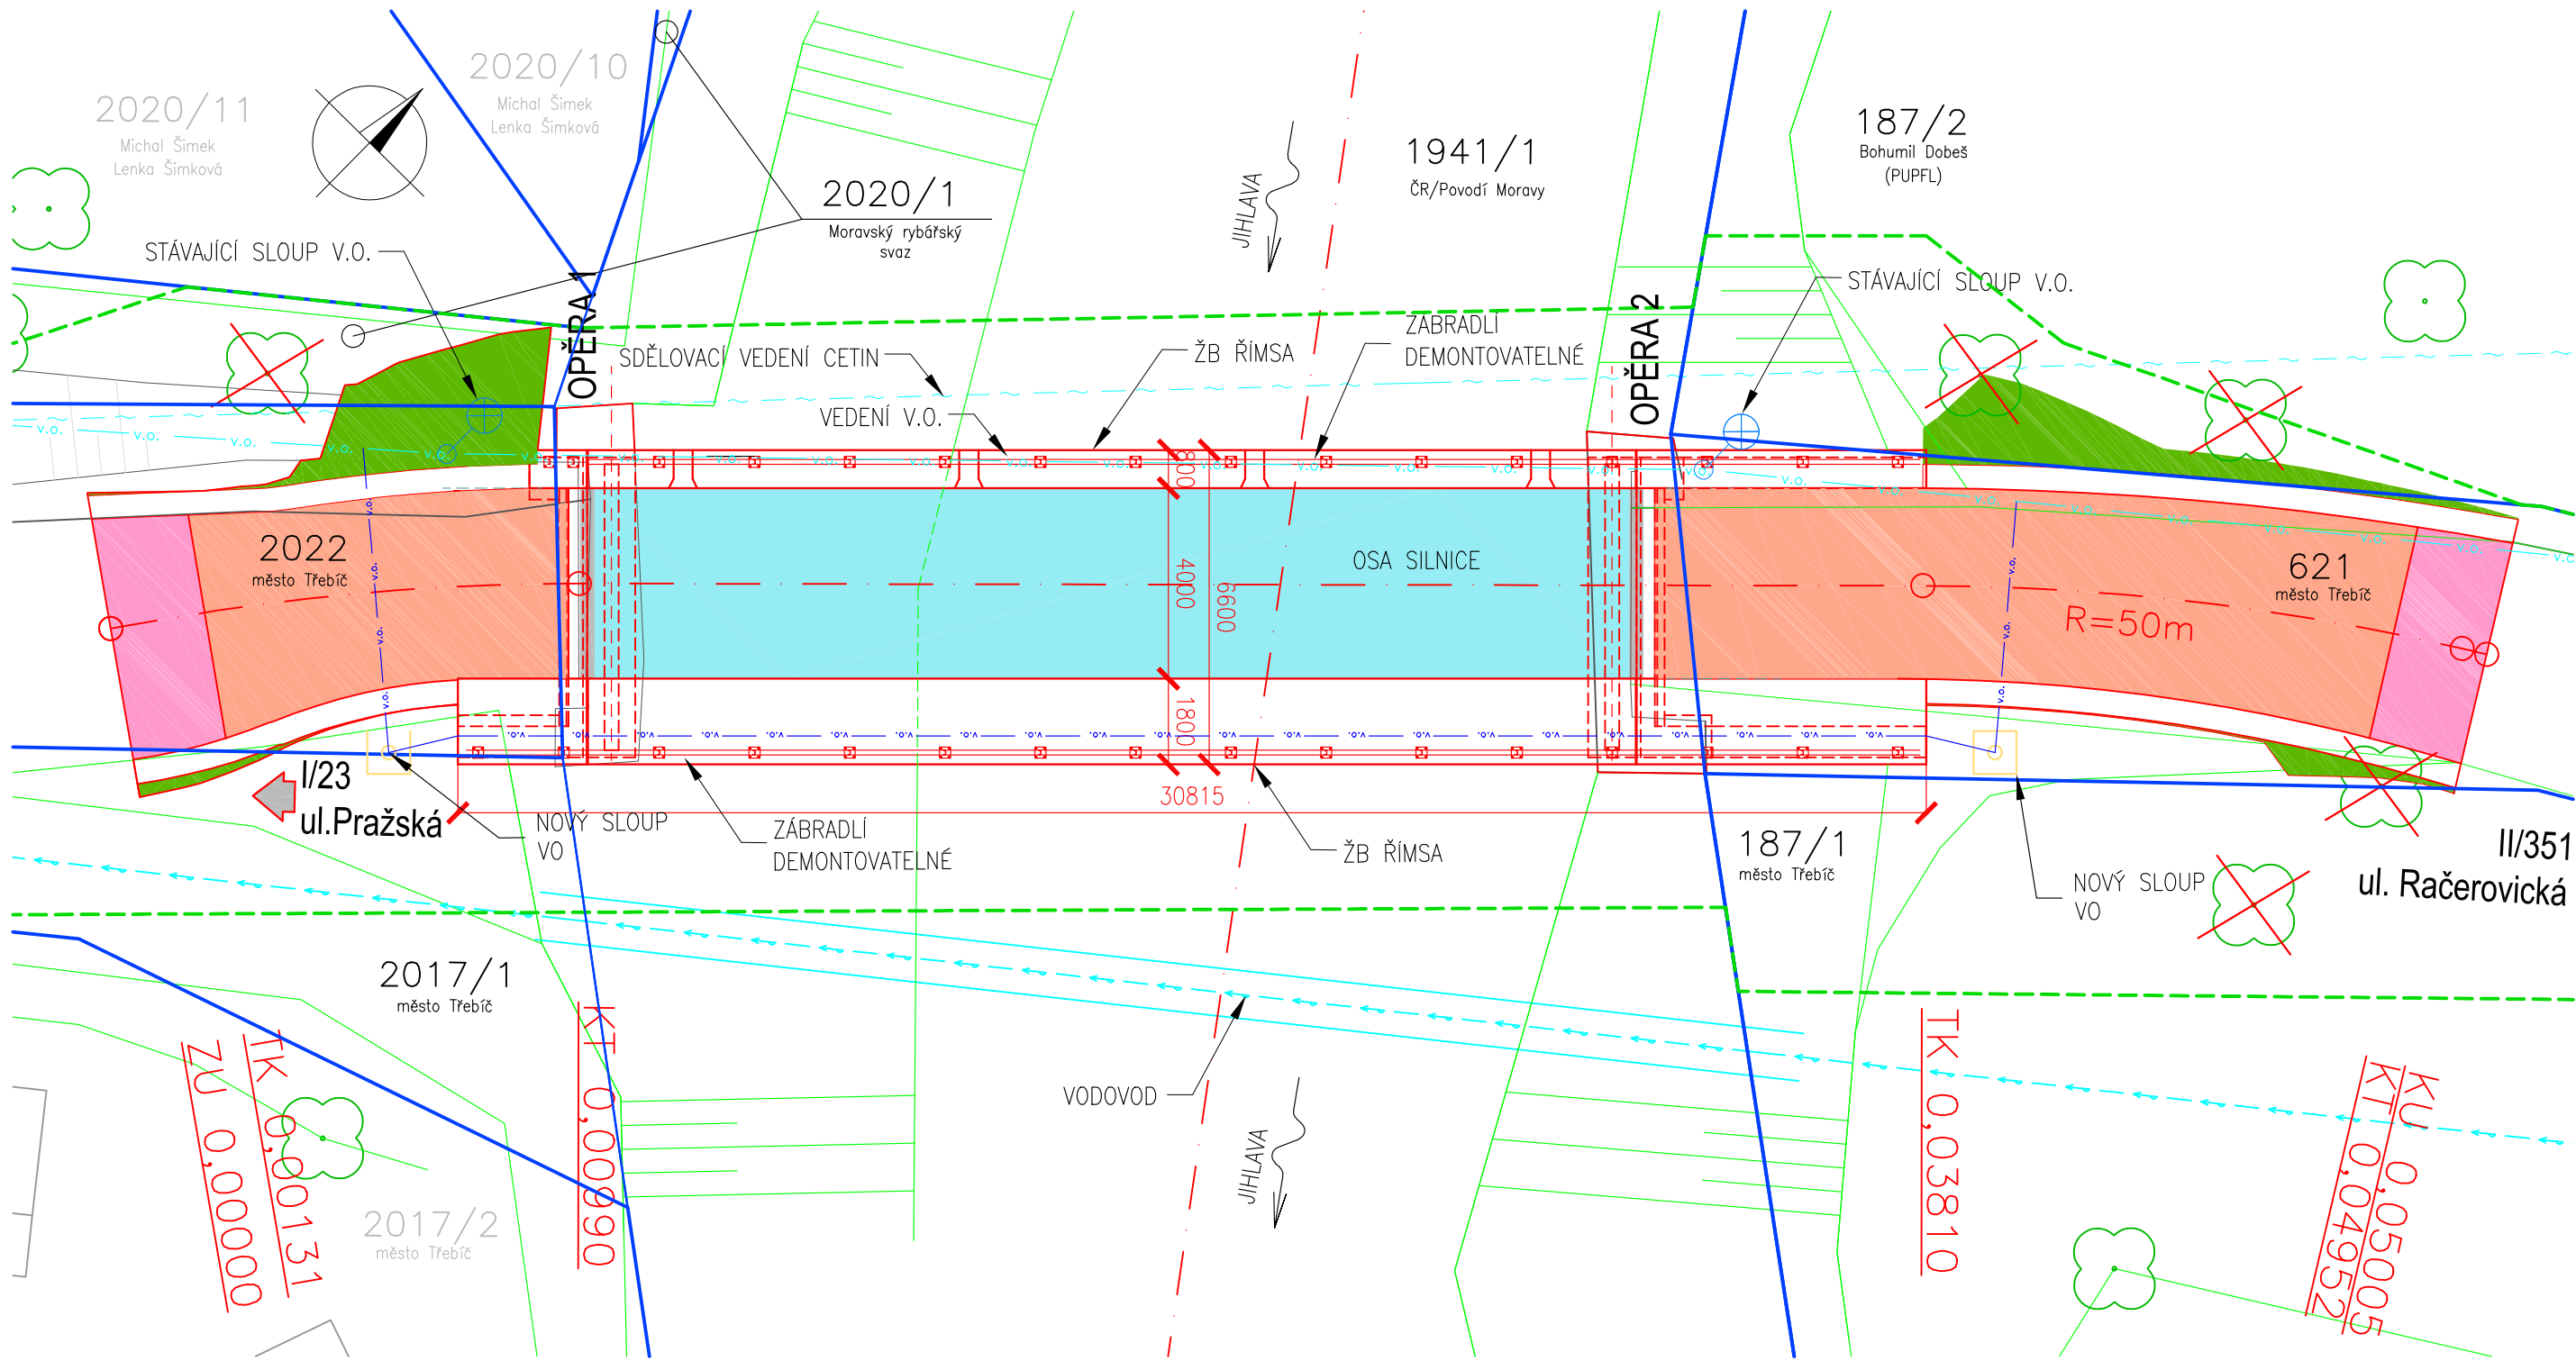 2020/11
Michal Šimek
Lenka Šimková
2020/10
Michal Šimek
Lenka Šimková
2020/1
Moravský rybářský
svaz
JIHLAVA
1941/1
ČR/Povodí Moravy
187/2
Bohumil Dobeš
(PUPFL)
STÁVAJÍCÍ SLOUP V.O.
OPĚRA 1
SDĚLOVACÍ VEDENÍ CETIN
VEDENÍ V.O.
ŽB ŘÍMSA
ZÁBRADLÍ
DEMONTOVATELNÉ
OPĚRA 2
STÁVAJÍCÍ SLOUP V.O.
v.o. v.o. v.o. v.o. v.o. v.o. v.o. v.o. v.o. v.o. v.o. v.o. v.o. v.o. v.o. v.o. v.o. v.o. v.o. v.o. v.o. v.o. v.o. v.o. v.o. v.o.
800
4000
6600
1800
30815
OSA SILNICE
2022
město Třebíč
621
město Třebíč
R=50m
v.o.
v.o.
v.o.
v.o.
v.o.
v.o.
v.o.
v.o. v.o. v.o. v.o. v.o. v.o. v.o. v.o. v.o. v.o. v.o. v.o. v.o. v.o. v.o. v.o. v.o. v.o. v.o. v.o. v.o. v.o.
I/23
ul.Pražská
NOVÝ SLOUP
VO
ZÁBRADLÍ
DEMONTOVATELNÉ
ŽB ŘÍMSA
187/1
město Třebíč
NOVÝ SLOUP
VO
II/351
ul. Račerovická
2017/1
město Třebíč
VODOVOD
JIHLAVA
2017/2
město Třebíč
ZU 0,00000
TK 0,00131
KT 0,00990
TK 0,03810
KT 0,04952
KU 0,05005